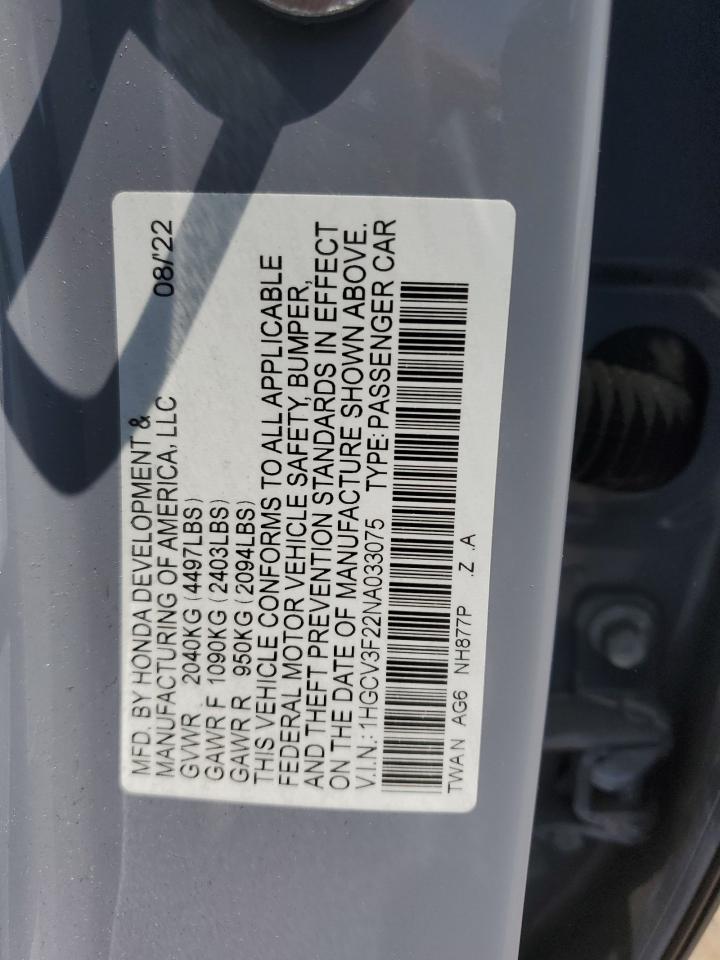 MFD. BY HONDA DEVELOPMENT &
MANUFACTURING OF AMERICA, LLC 08/'22
GVWR 2040KG (4497LBS)
GAWR F 1090KG (2403LBS)
GAWR R 950KG (2094LBS)
THIS VEHICLE CONFORMS TO ALL APPLICABLE
FEDERAL MOTOR VEHICLE SAFETY, BUMPER,
AND THEFT PREVENTION STANDARDS IN EFFECT
ON THE DATE OF MANUFACTURE SHOWN ABOVE.
V.I.N.: 1HGCV3F22NA033075 TYPE: PASSENGER CAR
TWAN AG6 NH877P .Z .A